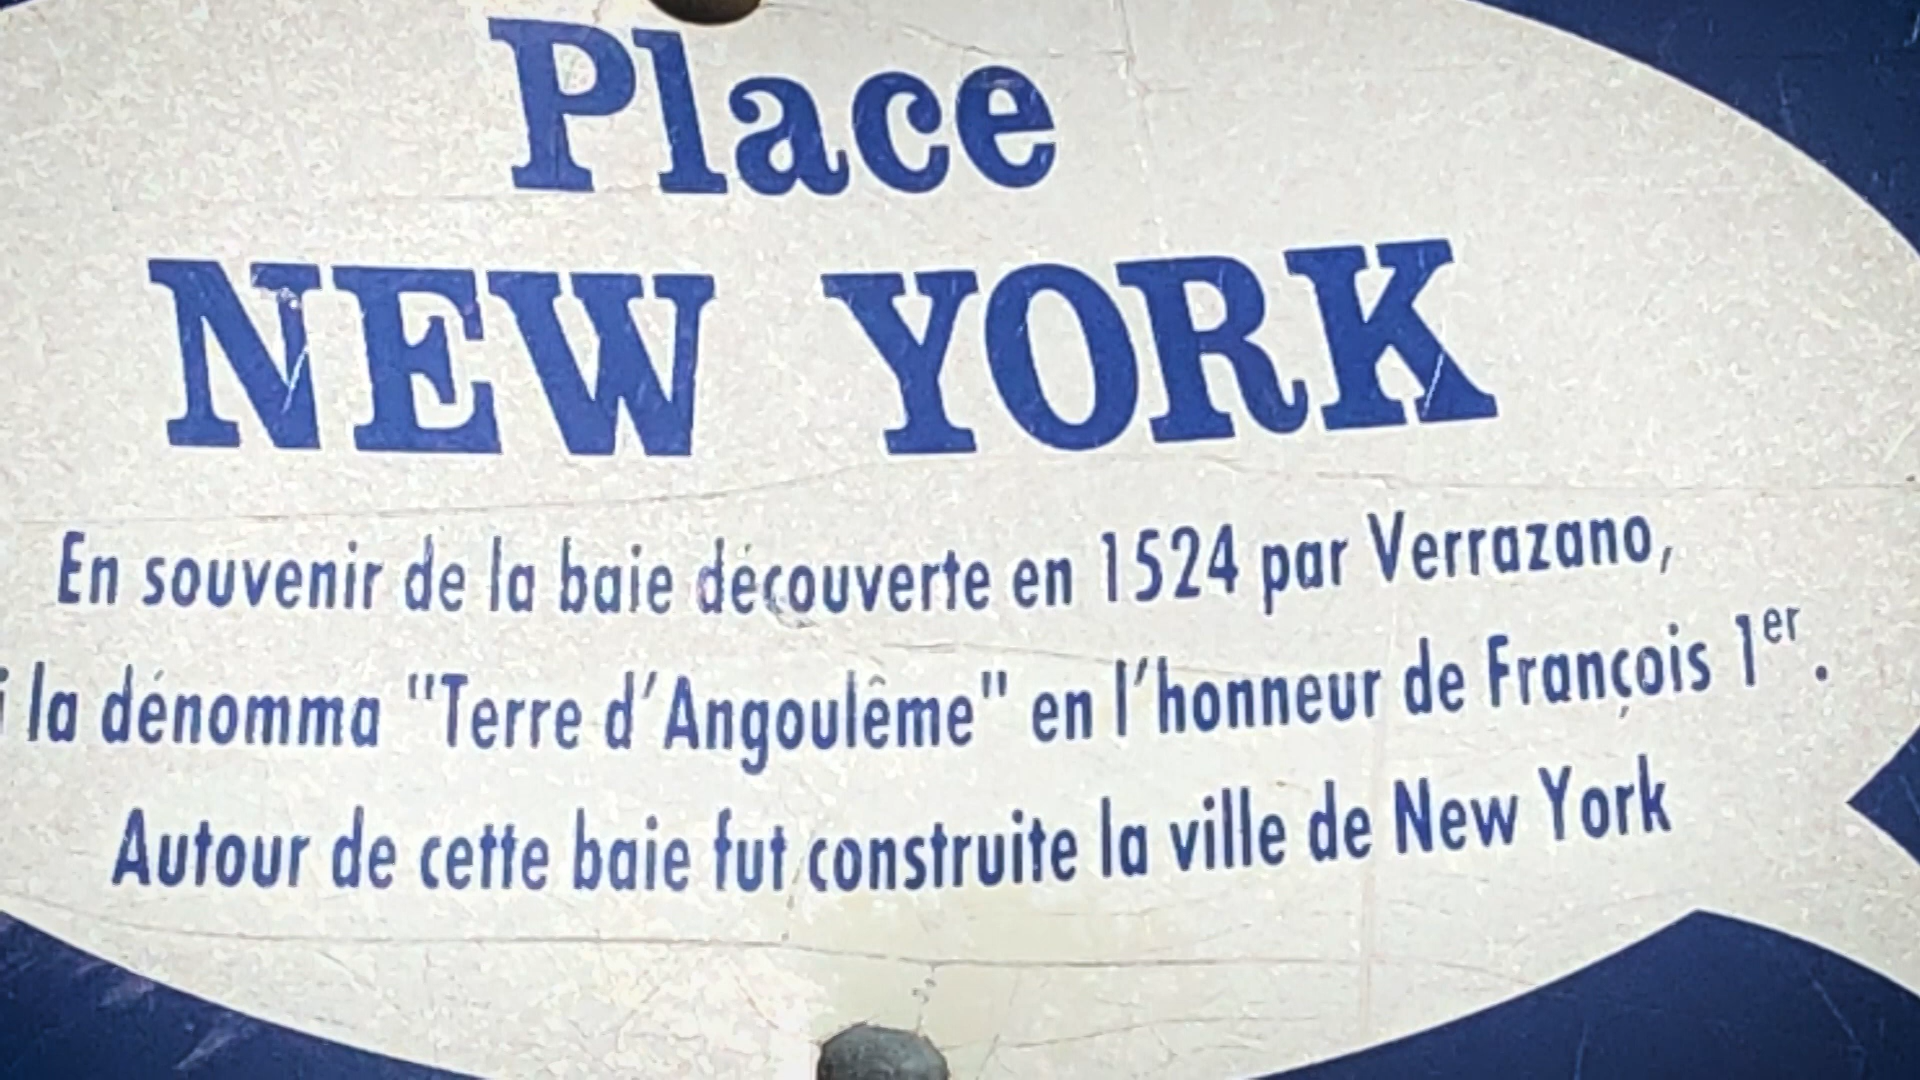 Place
NEW YORK
En souvenir de la baie découverte en 1524 par Verrazano,
la dénomma "Terre d'Angoulême" en l'honneur de François 1er.
Autour de cette baie fut construite la ville de New York